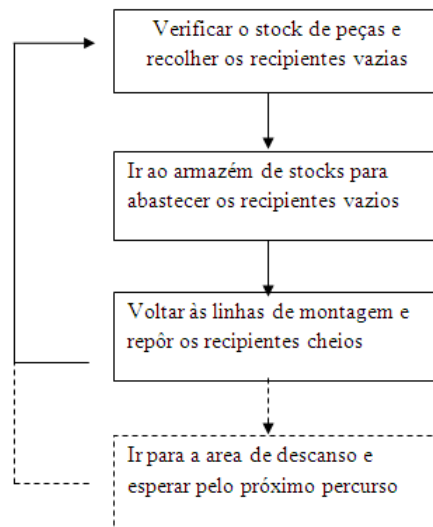 Verificar o stock de peças e
recolher os recipientes vazias
Ir ao armazém de stocks para
abastecer os recipientes vazios
Voltar às linhas de montagem e
repôr os recipientes cheios
Ir para a area de descanso e
esperar pelo próximo percurso